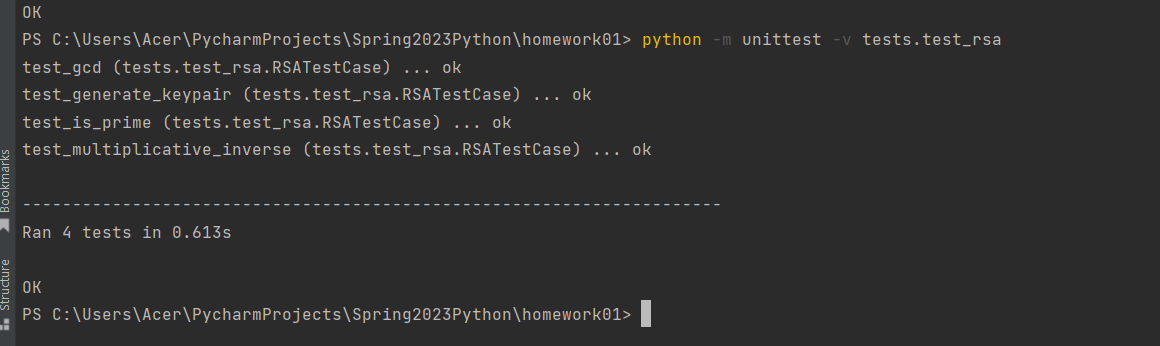 OK
PS C:\Users\Acer\PycharmProjects\Spring2023Python\homework01> python -m unittest -v tests.test_rsa
test_gcd (tests.test_rsa.RSATestCase) ... ok
test_generate_keypair (tests.test_rsa.RSATestCase) ... ok
test_is_prime (tests.test_rsa.RSATestCase) ... ok
test_multiplicative_inverse (tests.test_rsa.RSATestCase) ... ok
----------------------------------------------------------------------
Ran 4 tests in 0.613s
OK
PS C:\Users\Acer\PycharmProjects\Spring2023Python\homework01>
Bookmarks
Structure